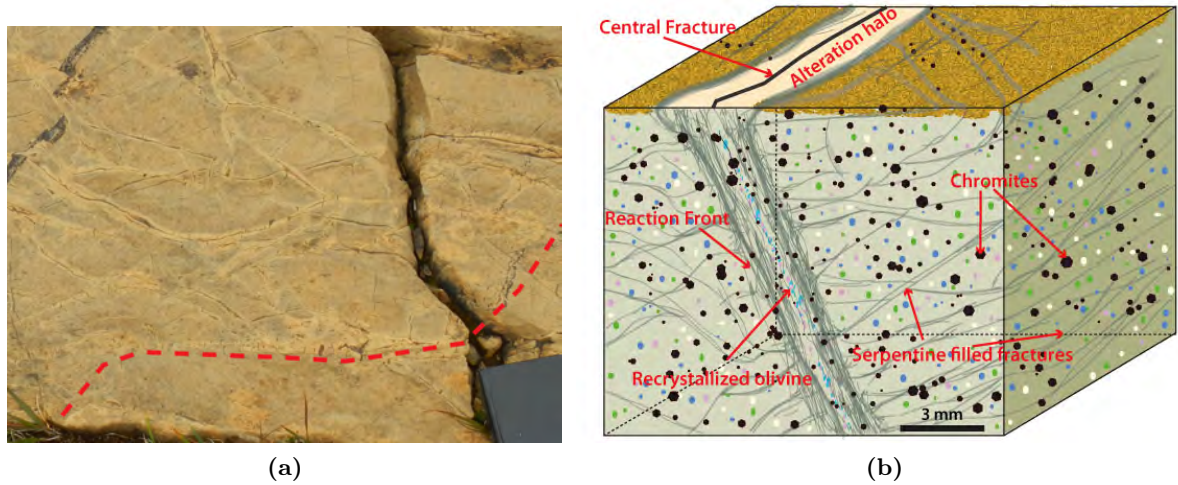 Central Fracture
Alteration halo
Chromites
Reaction Front
Serpentine filled fractures
Recrystallized olivine
3 mm
(a)
(b)